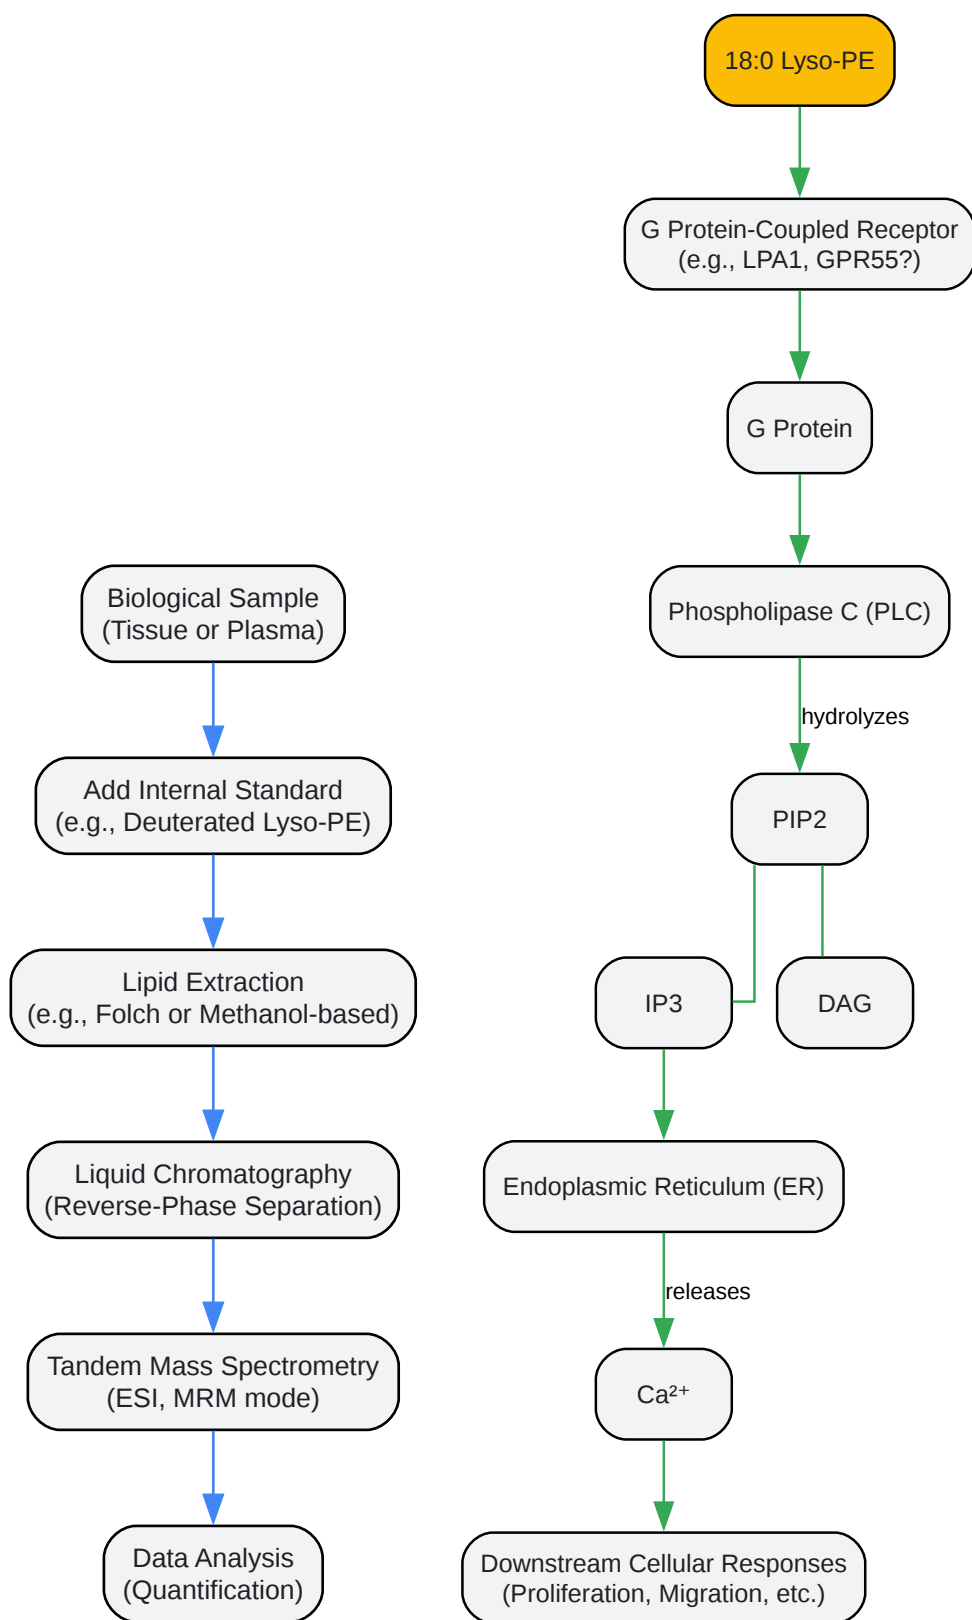 18:0 Lyso-PE
G Protein-Coupled Receptor
(e.g., LPA1, GPR55?)
G Protein
Phospholipase C (PLC)
hydrolyzes
PIP2
IP3
DAG
Endoplasmic Reticulum (ER)
releases
Ca²⁺
Downstream Cellular Responses
(Proliferation, Migration, etc.)
Biological Sample
(Tissue or Plasma)
Add Internal Standard
(e.g., Deuterated Lyso-PE)
Lipid Extraction
(e.g., Folch or Methanol-based)
Liquid Chromatography
(Reverse-Phase Separation)
Tandem Mass Spectrometry
(ESI, MRM mode)
Data Analysis
(Quantification)